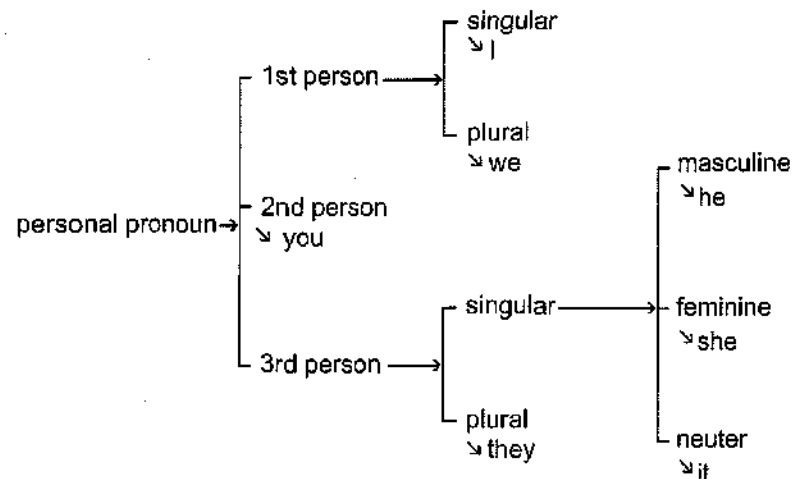 singular
↘ I
1st person
plural
↘ we
masculine
↘ he
2nd person
↘ you
personal pronoun
singular
feminine
↘ she
3rd person
plural
↘ they
neuter
↘ it